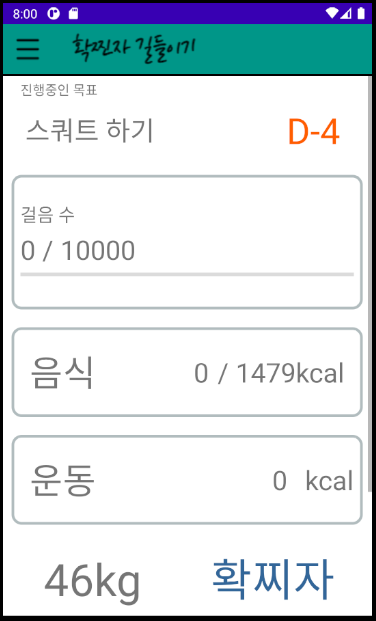 8:00
확찐자 길들이기
진행중인 목표
스쿼트 하기 D-4
걸음 수
0 / 10000
음식 0 / 1479kcal
운동 0 kcal
46kg 확찌자